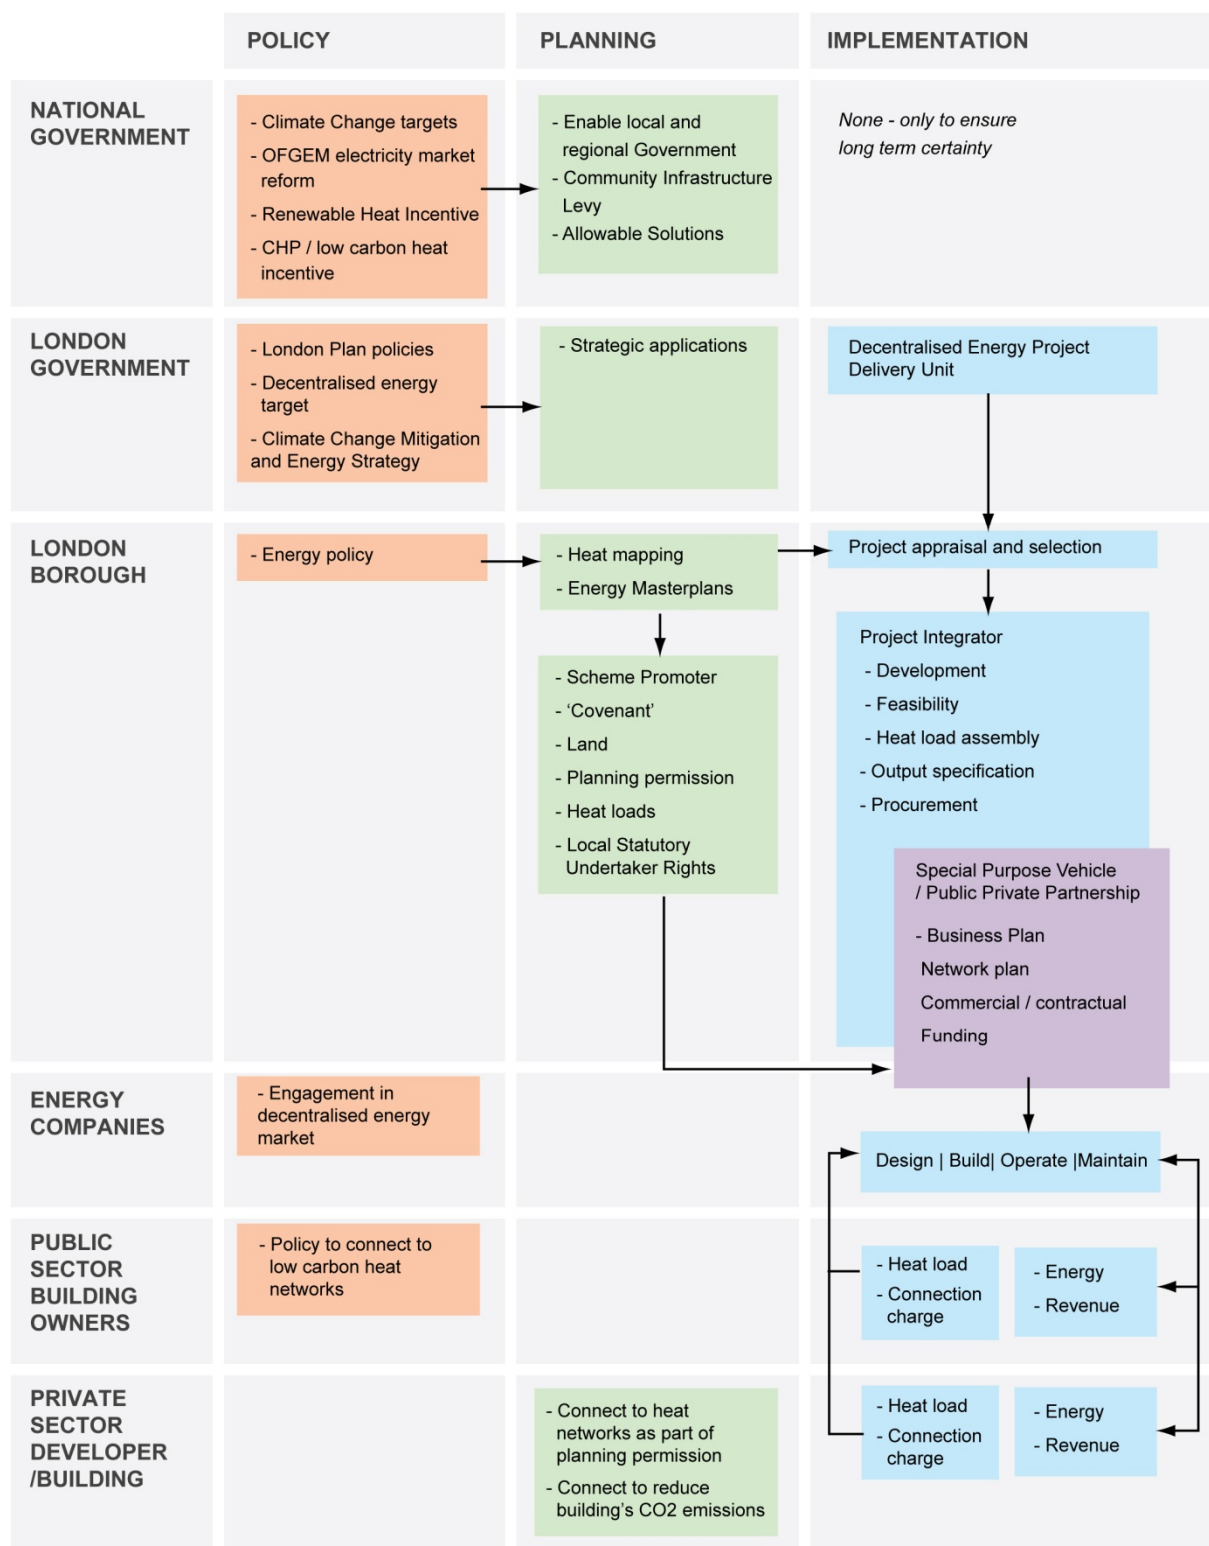 POLICY
PLANNING
IMPLEMENTATION
NATIONAL
GOVERNMENT
- Climate Change targets
- OFGEM electricity market
reform
- Renewable Heat Incentive
- CHP / low carbon heat
incentive
- Enable local and
regional Government
- Community Infrastructure
Levy
- Allowable Solutions
None - only to ensure
long term certainty
LONDON
GOVERNMENT
- London Plan policies
- Decentralised energy
target
- Climate Change Mitigation
and Energy Strategy
- Strategic applications
Decentralised Energy Project
Delivery Unit
LONDON
BOROUGH
- Energy policy
- Heat mapping
- Energy Masterplans
- Scheme Promoter
- ‘Covenant’
- Land
- Planning permission
- Heat loads
- Local Statutory
Undertaker Rights
Project appraisal and selection
Project Integrator
- Development
- Feasibility
- Heat load assembly
- Output specification
- Procurement
Special Purpose Vehicle
/ Public Private Partnership
- Business Plan
Network plan
Commercial / contractual
Funding
ENERGY
COMPANIES
- Engagement in
decentralised energy
market
Design | Build| Operate |Maintain
PUBLIC
SECTOR
BUILDING
OWNERS
- Policy to connect to
low carbon heat
networks
- Heat load
- Connection
charge
- Energy
- Revenue
PRIVATE
SECTOR
DEVELOPER
/BUILDING
- Connect to heat
networks as part of
planning permission
- Connect to reduce
building’s CO2 emissions
- Heat load
- Connection
charge
- Energy
- Revenue